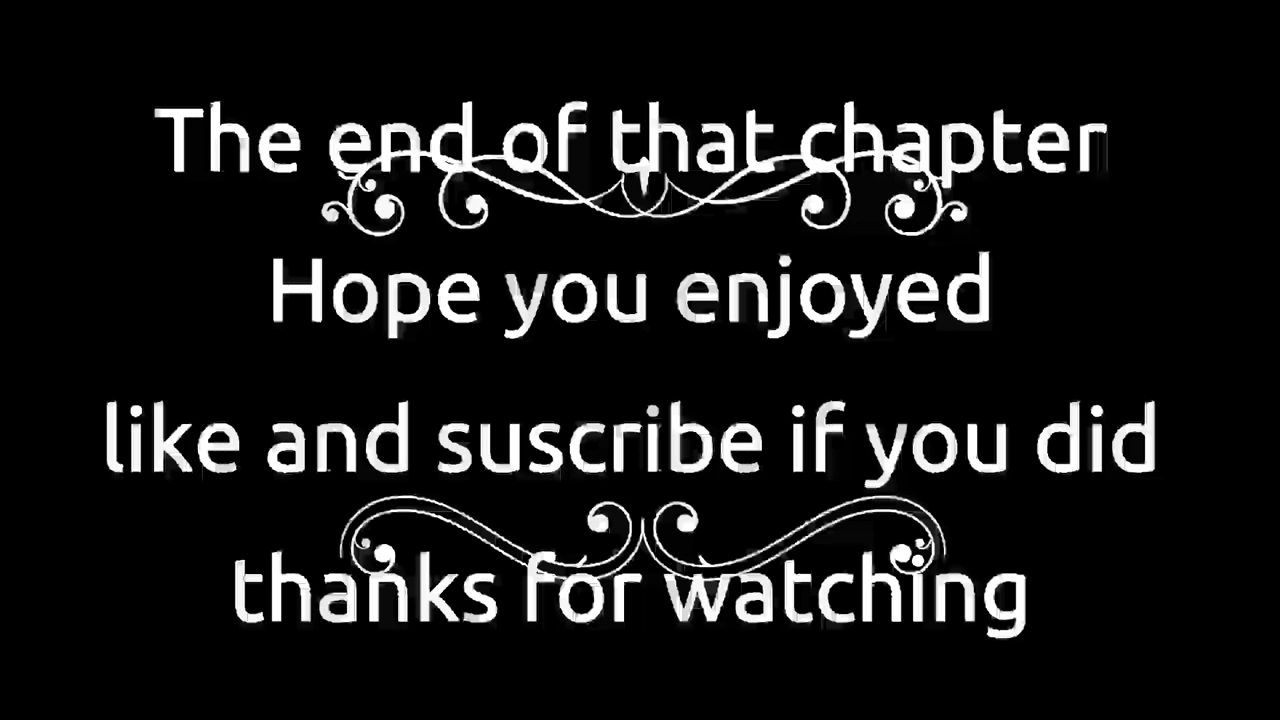 The end of that chapter
Hope you enjoyed
like and suscribe if you did
thanks for watching